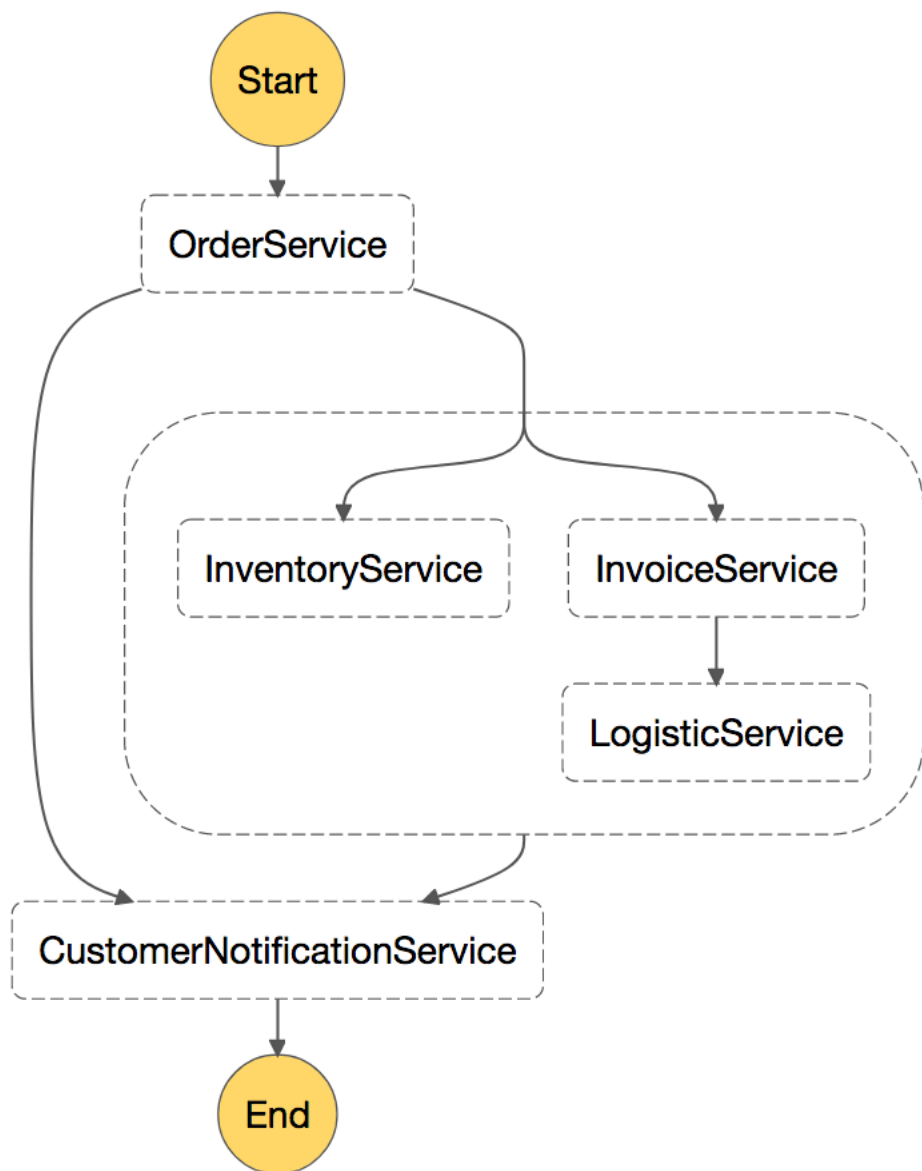 Start
OrderService
InventoryService
InvoiceService
LogisticService
CustomerNotificationService
End